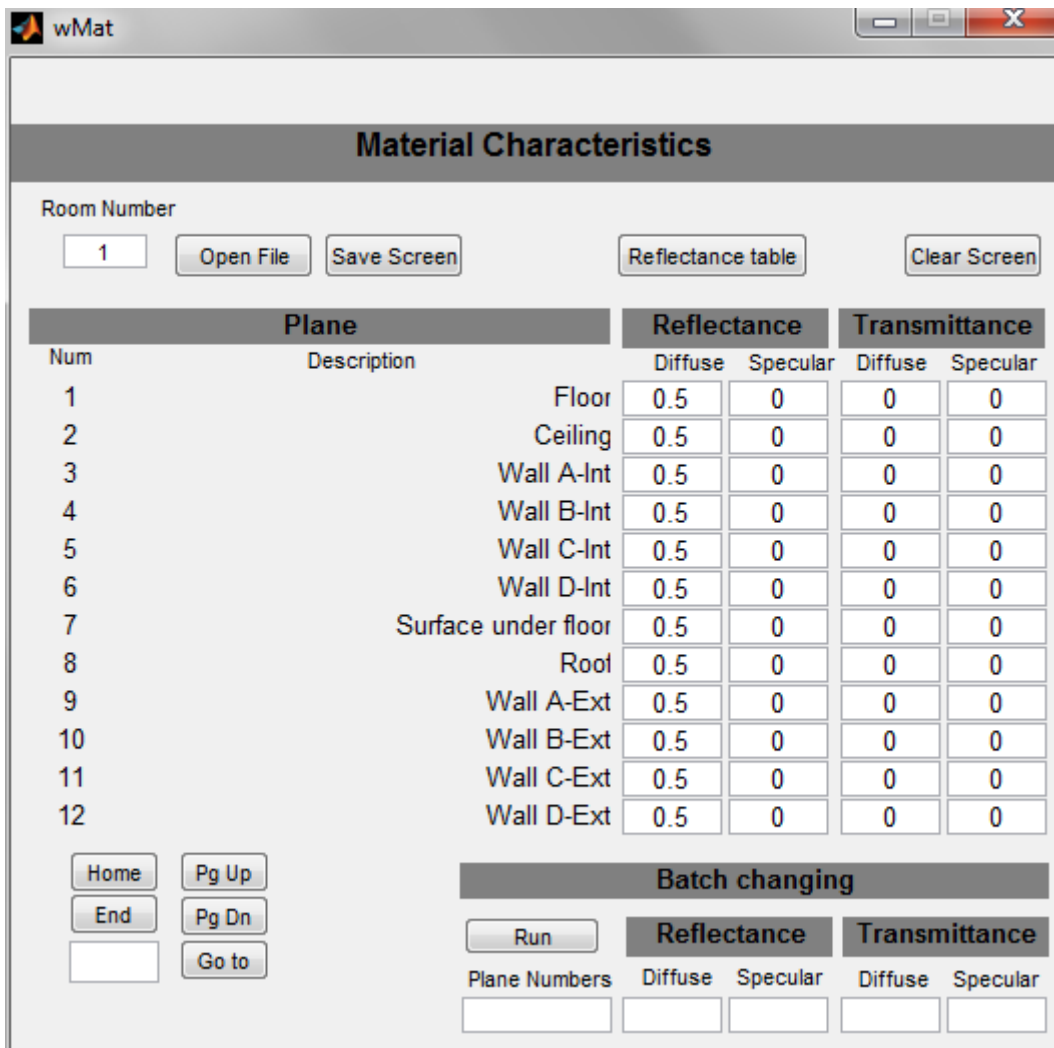 wMat
Material Characteristics
Room Number
1 Open File Save Screen Reflectance table Clear Screen
Plane Reflectance Transmittance
Num Description Diffuse Specular Diffuse Specular
1 Floor 0.5 0 0 0
2 Ceiling 0.5 0 0 0
3 Wall A-Int 0.5 0 0 0
4 Wall B-Int 0.5 0 0 0
5 Wall C-Int 0.5 0 0 0
6 Wall D-Int 0.5 0 0 0
7 Surface under floor 0.5 0 0 0
8 Roof 0.5 0 0 0
9 Wall A-Ext 0.5 0 0 0
10 Wall B-Ext 0.5 0 0 0
11 Wall C-Ext 0.5 0 0 0
12 Wall D-Ext 0.5 0 0 0
Home Pg Up Batch changing
End Pg Dn Run Reflectance Transmittance
Go to Plane Numbers Diffuse Specular Diffuse Specular